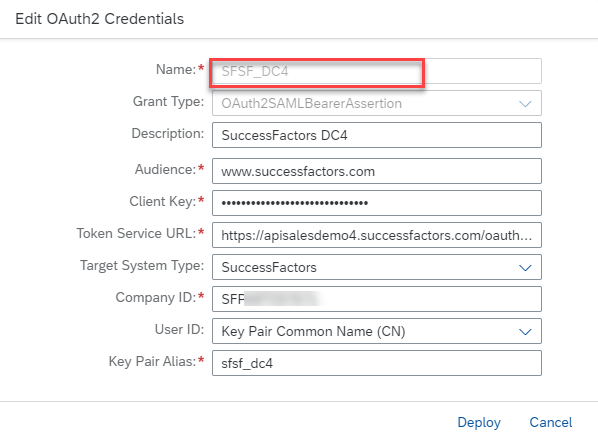 Edit OAuth2 Credentials
Name:* SFSF_DC4
Grant Type: OAuth2SAMLBearerAssertion
Description: SuccessFactors DC4
Audience:* www.successfactors.com
Client Key:* ••••••••••••••••••••••••••••••
Token Service URL:* https://apisalesdemo4.successfactors.com/oauth...
Target System Type: SuccessFactors
Company ID:*
User ID: Key Pair Common Name (CN)
Key Pair Alias:* sfsf_dc4
Deploy Cancel